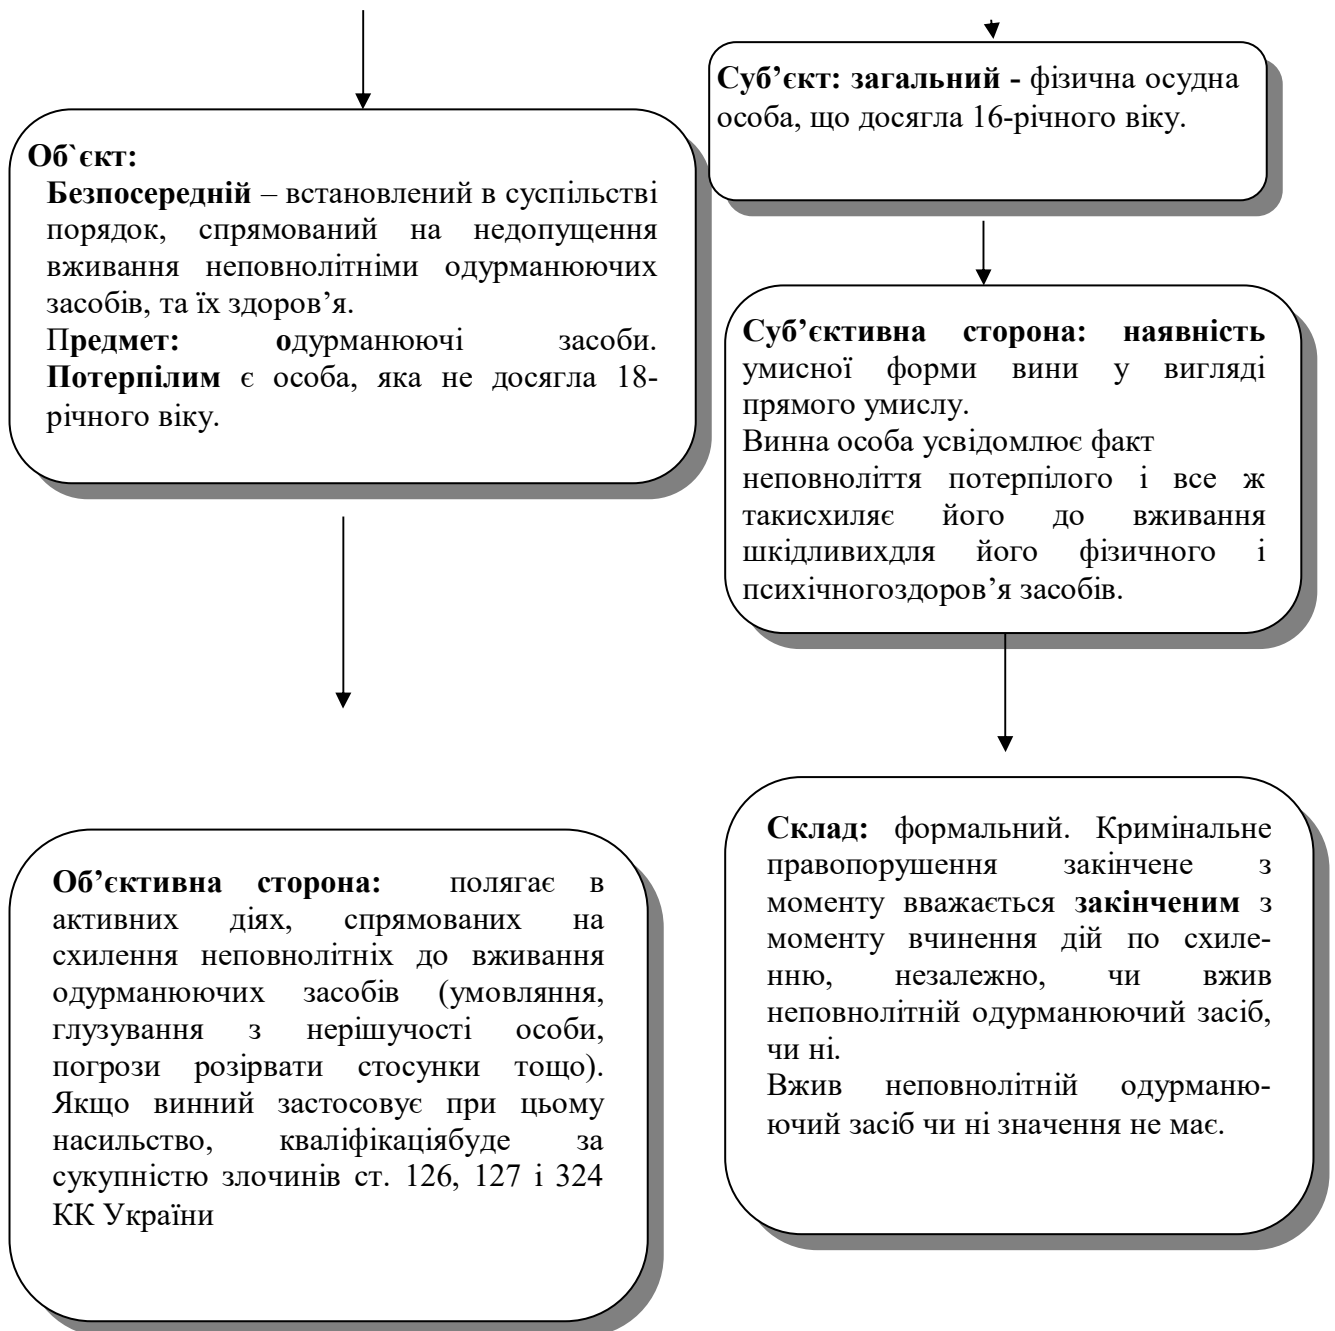 Об`єкт:
Безпосередній – встановлений в суспільстві
порядок, спрямований на недопущення
вживання неповнолітніми одурманюючих
засобів, та їх здоров’я.
Предмет: одурманюючі засоби.
Потерпілим є особа, яка не досягла 18-
річного віку.
Об’єктивна сторона: полягає в
активних діях, спрямованих на
схилення неповнолітніх до вживання
одурманюючих засобів (умовляння,
глузування з нерішучості особи,
погрози розірвати стосунки тощо).
Якщо винний застосовує при цьому
насильство, кваліфікаціябуде за
сукупністю злочинів ст. 126, 127 і 324
КК України
Суб’єкт: загальний - фізична осудна
особа, що досягла 16-річного віку.
Суб’єктивна сторона: наявність
умисної форми вини у вигляді
прямого умислу.
Винна особа усвідомлює факт
неповноліття потерпілого і все ж
такисхиляє його до вживання
шкідливихдля його фізичного і
психічногоздоров’я засобів.
Склад: формальний. Кримінальне
правопорушення закінчене з
моменту вважається закінченим з
моменту вчинення дій по схиле-
нню, незалежно, чи вжив
неповнолітній одурманюючий засіб,
чи ні.
Вжив неповнолітній одурманю-
ючий засіб чи ні значення не має.